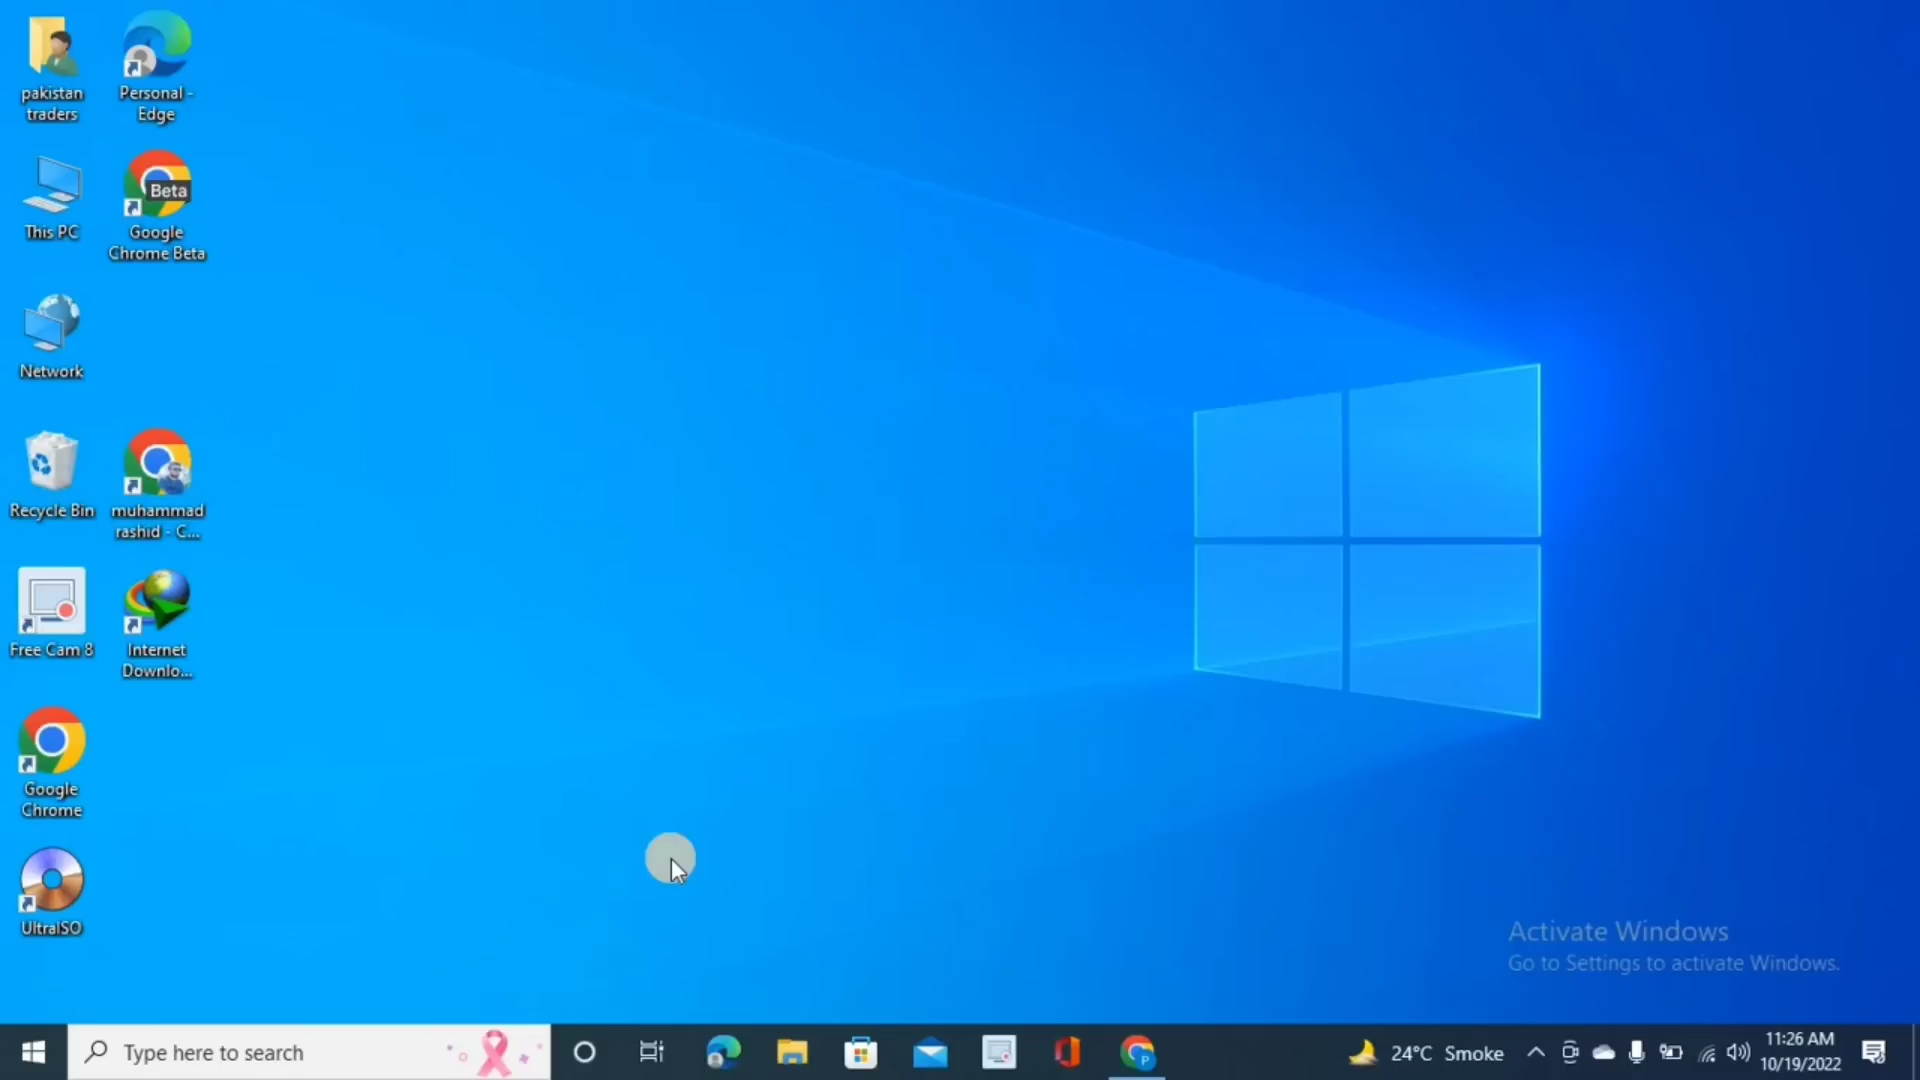 pakistan
traders
Personal -
Edge
This PC
Beta
Google
Chrome Beta
Network
Recycle Bin
muhammad
rashid - C...
Free Cam 8
Internet
Downlo...
Google
Chrome
UltraISO
Activate Windows
Go to Settings to activate Windows.
Type here to search
P
24°C Smoke
11:26 AM
10/19/2022